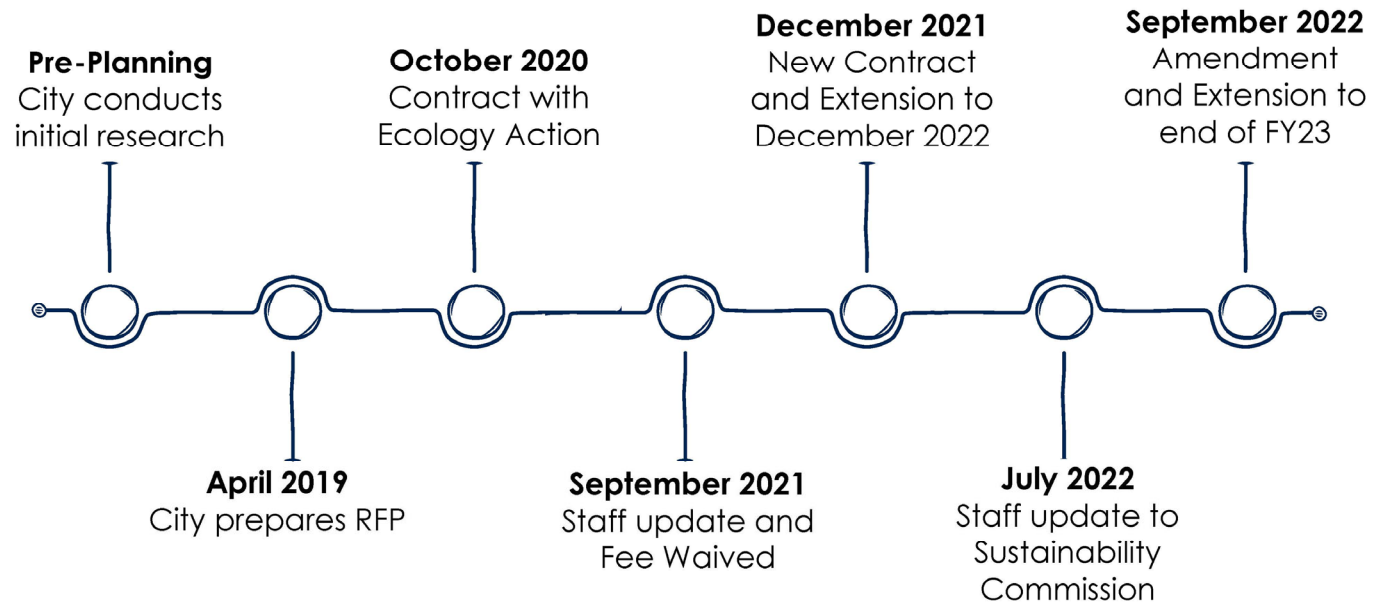 Pre-Planning
City conducts
initial research
April 2019
City prepares RFP
October 2020
Contract with
Ecology Action
September 2021
Staff update and
Fee Waived
December 2021
New Contract
and Extension to
December 2022
July 2022
Staff update to
Sustainability
Commission
September 2022
Amendment
and Extension to
end of FY23